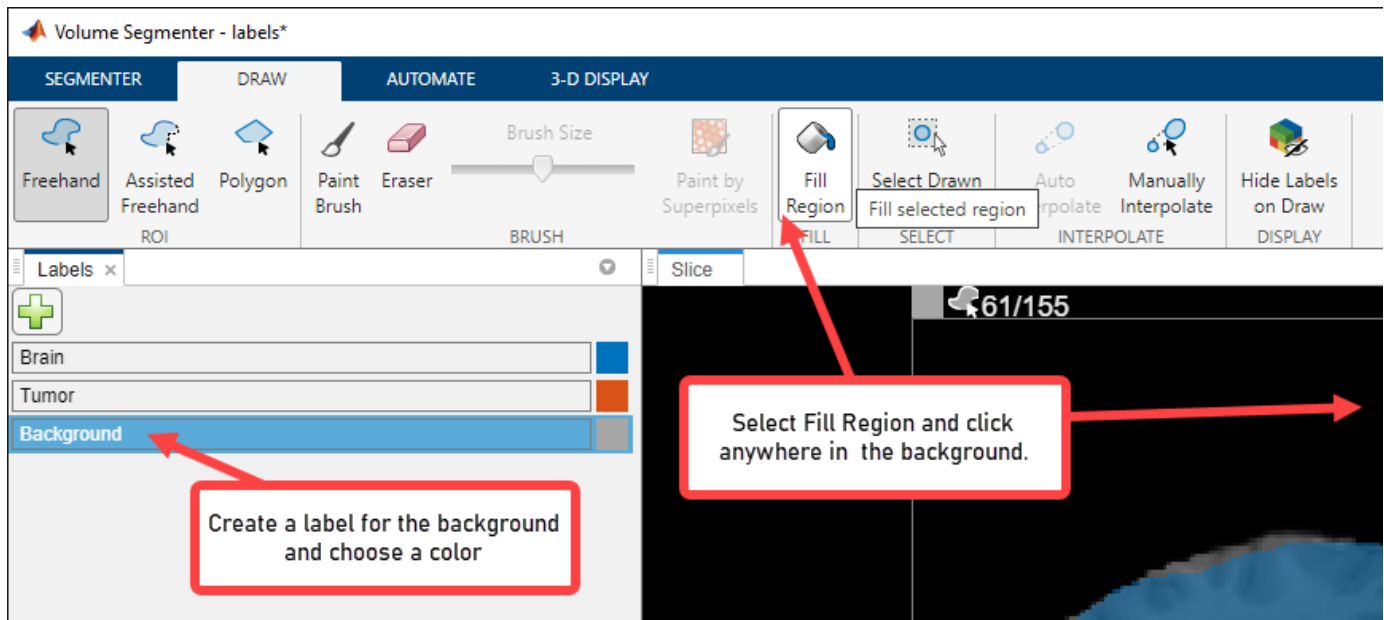 Volume Segmenter - labels*
SEGMENTER DRAW AUTOMATE 3-D DISPLAY
Brush Size
Freehand Assisted Freehand Polygon Paint Brush Eraser Paint by Superpixels Fill Region Select Drawn Auto erpolate Manually Interpolate Hide Labels on Draw
Fill selected region
ROI BRUSH FILL SELECT INTERPOLATE DISPLAY
Labels ×
Slice
61/155
Brain
Tumor
Background
Select Fill Region and click
anywhere in the background.
Create a label for the background
and choose a color